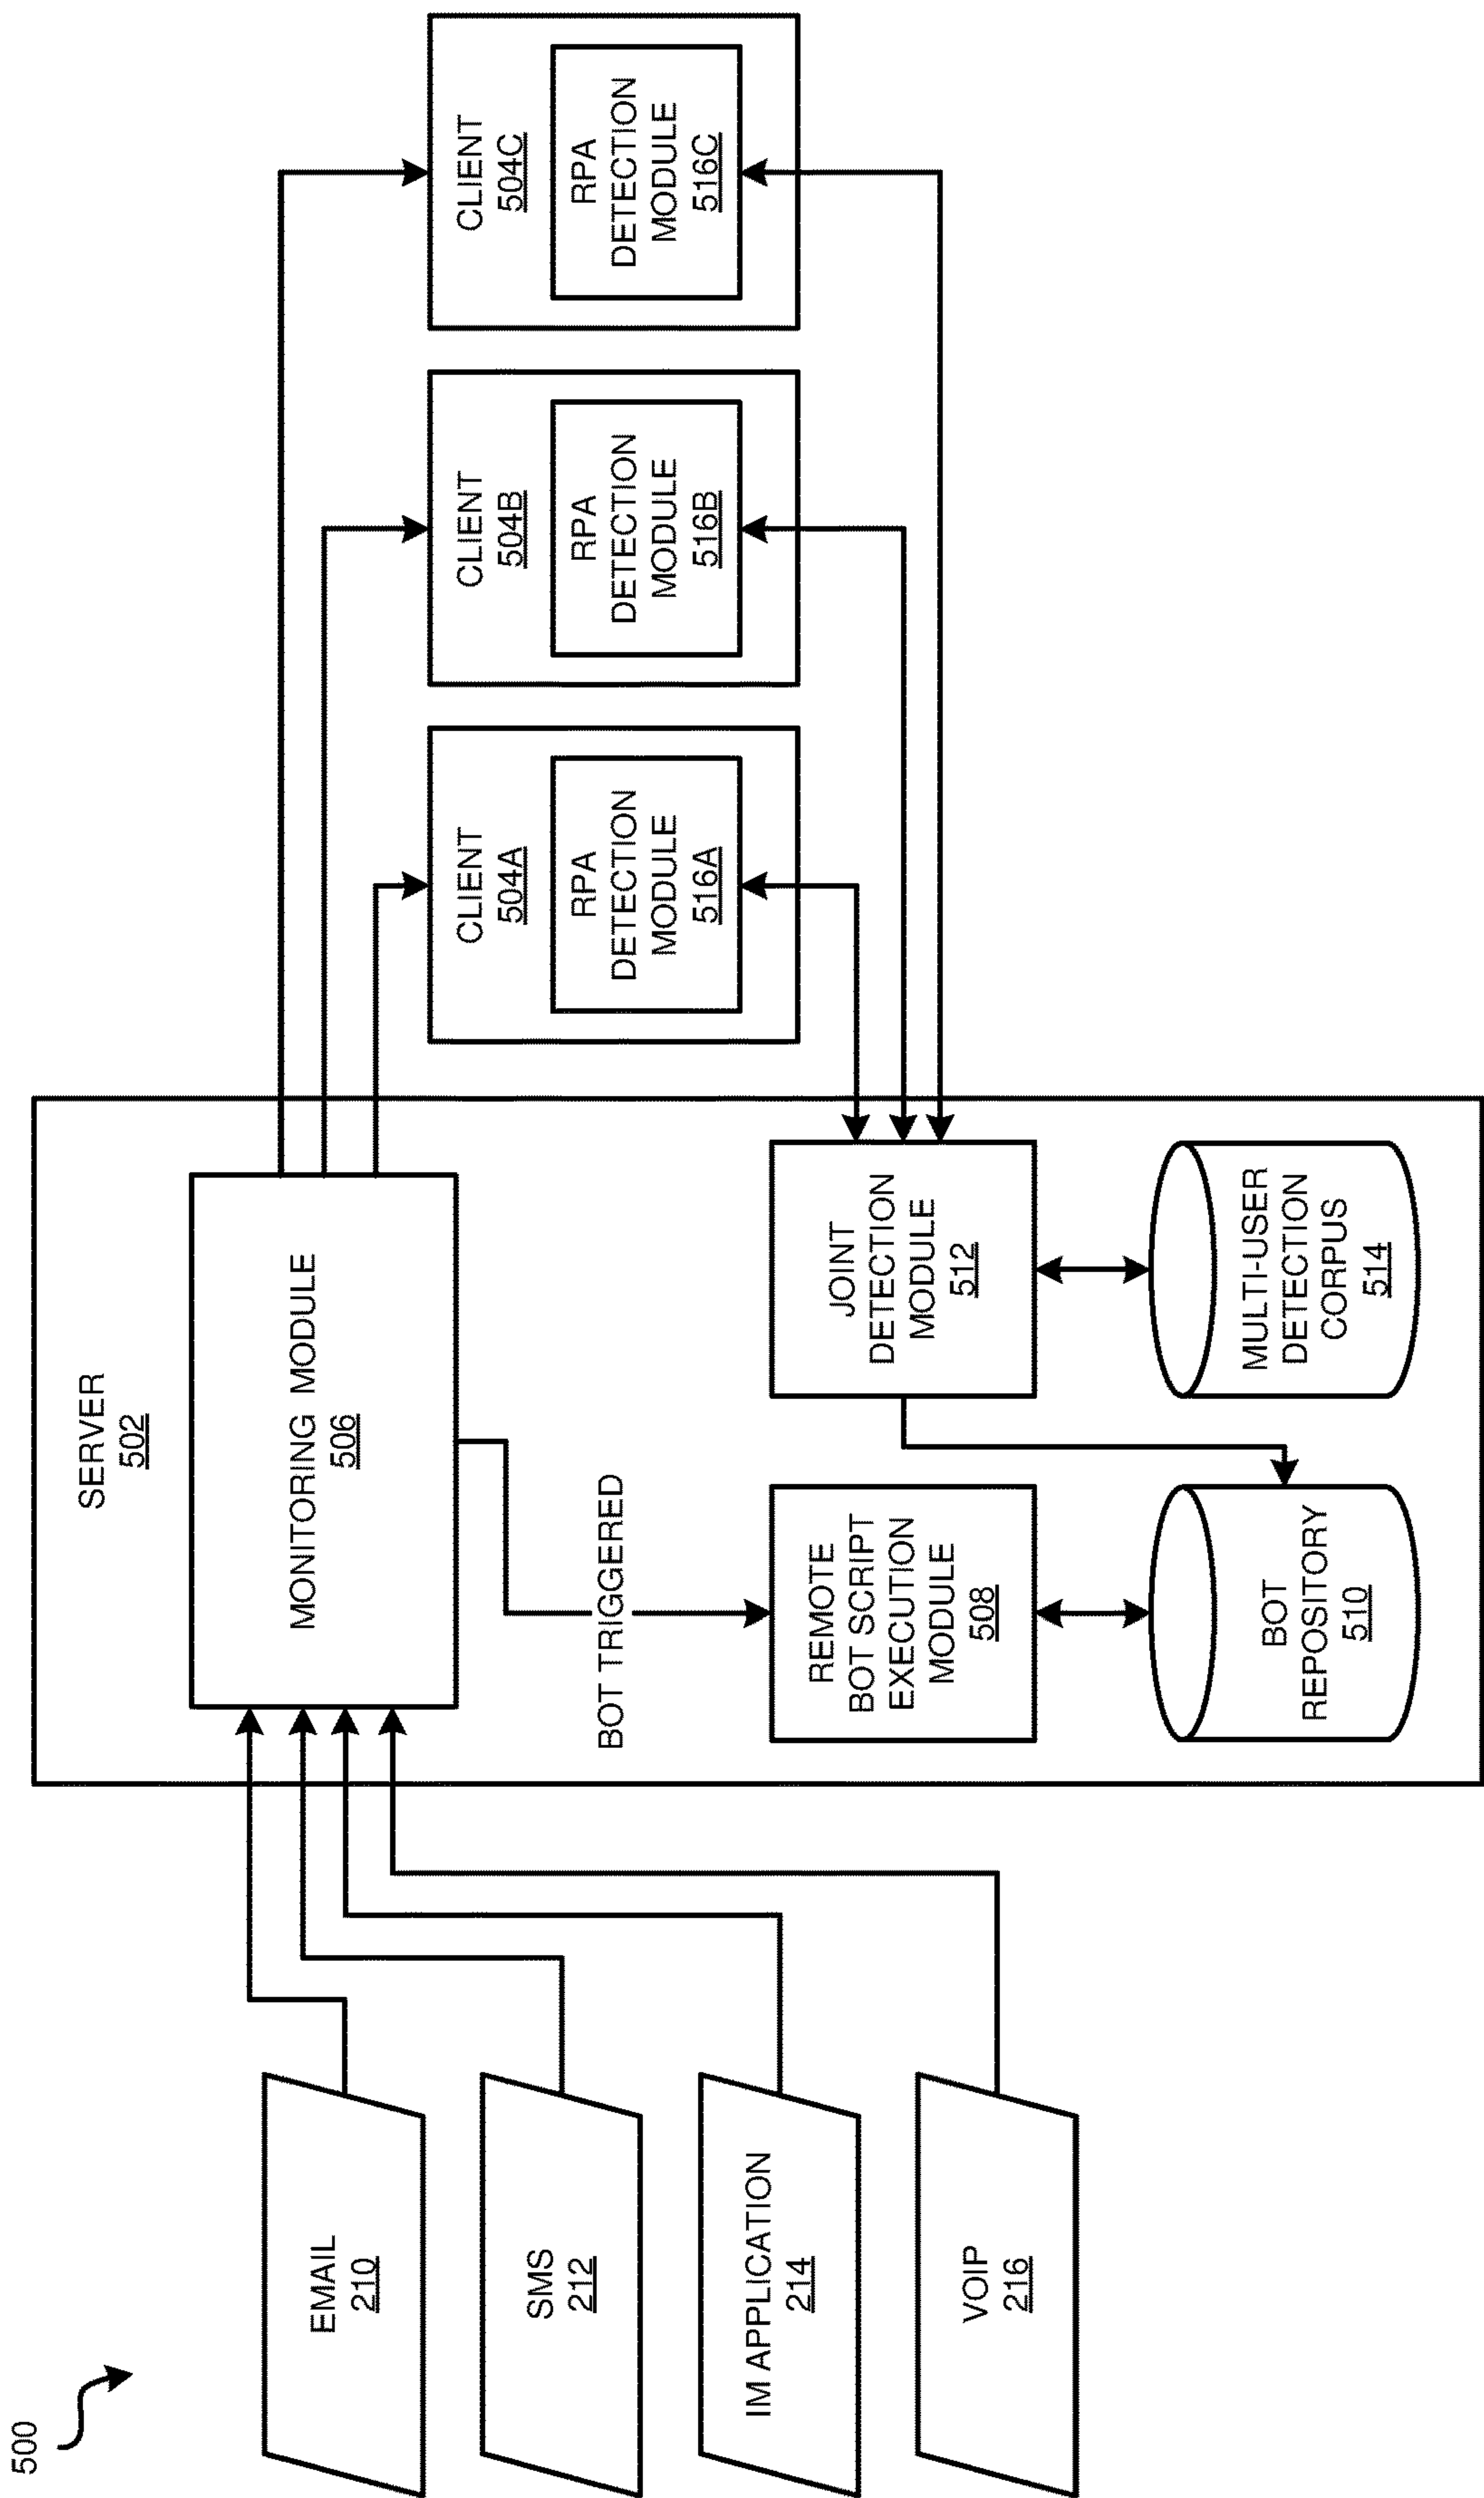 500
EMAIL
210
SMS
212
IM APPLICATION
214
VOIP
216
SERVER
502
MONITORING MODULE
506
BOT TRIGGERED
REMOTE
BOT SCRIPT
EXECUTION
MODULE
508
BOT
REPOSITORY
510
JOINT
DETECTION
MODULE
512
MULTI-USER
DETECTION
CORPUS
514
CLIENT
504A
RPA
DETECTION
MODULE
516A
CLIENT
504B
RPA
DETECTION
MODULE
516B
CLIENT
504C
RPA
DETECTION
MODULE
516C